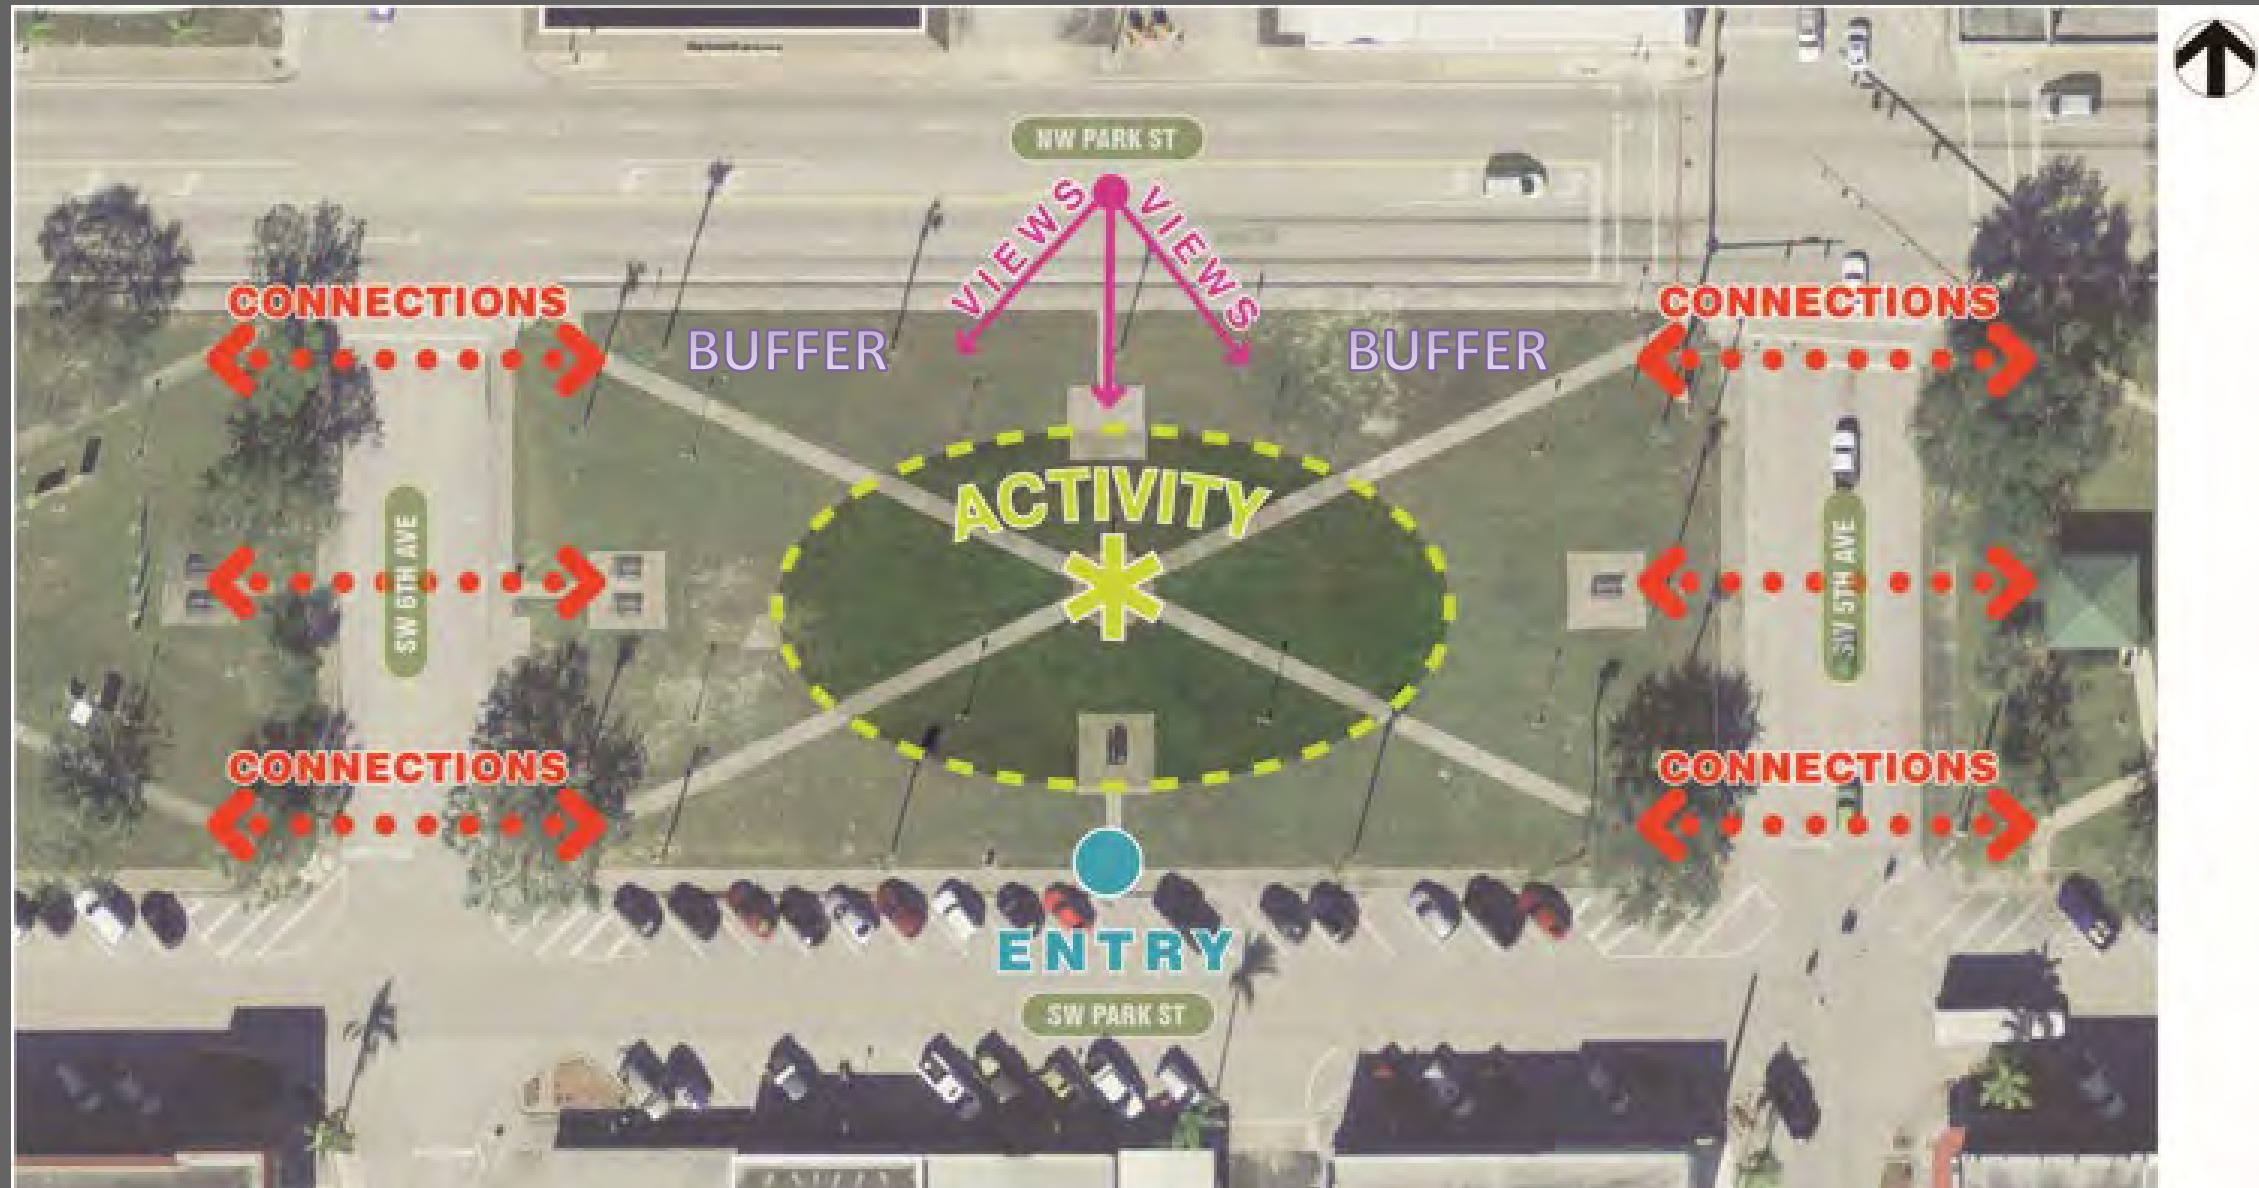 NW PARK ST
VIEWS
VIEWS
CONNECTIONS
CONNECTIONS
BUFFER
BUFFER
ACTIVITY
SW 6TH AVE
SW 5TH AVE
CONNECTIONS
CONNECTIONS
ENTRY
SW PARK ST